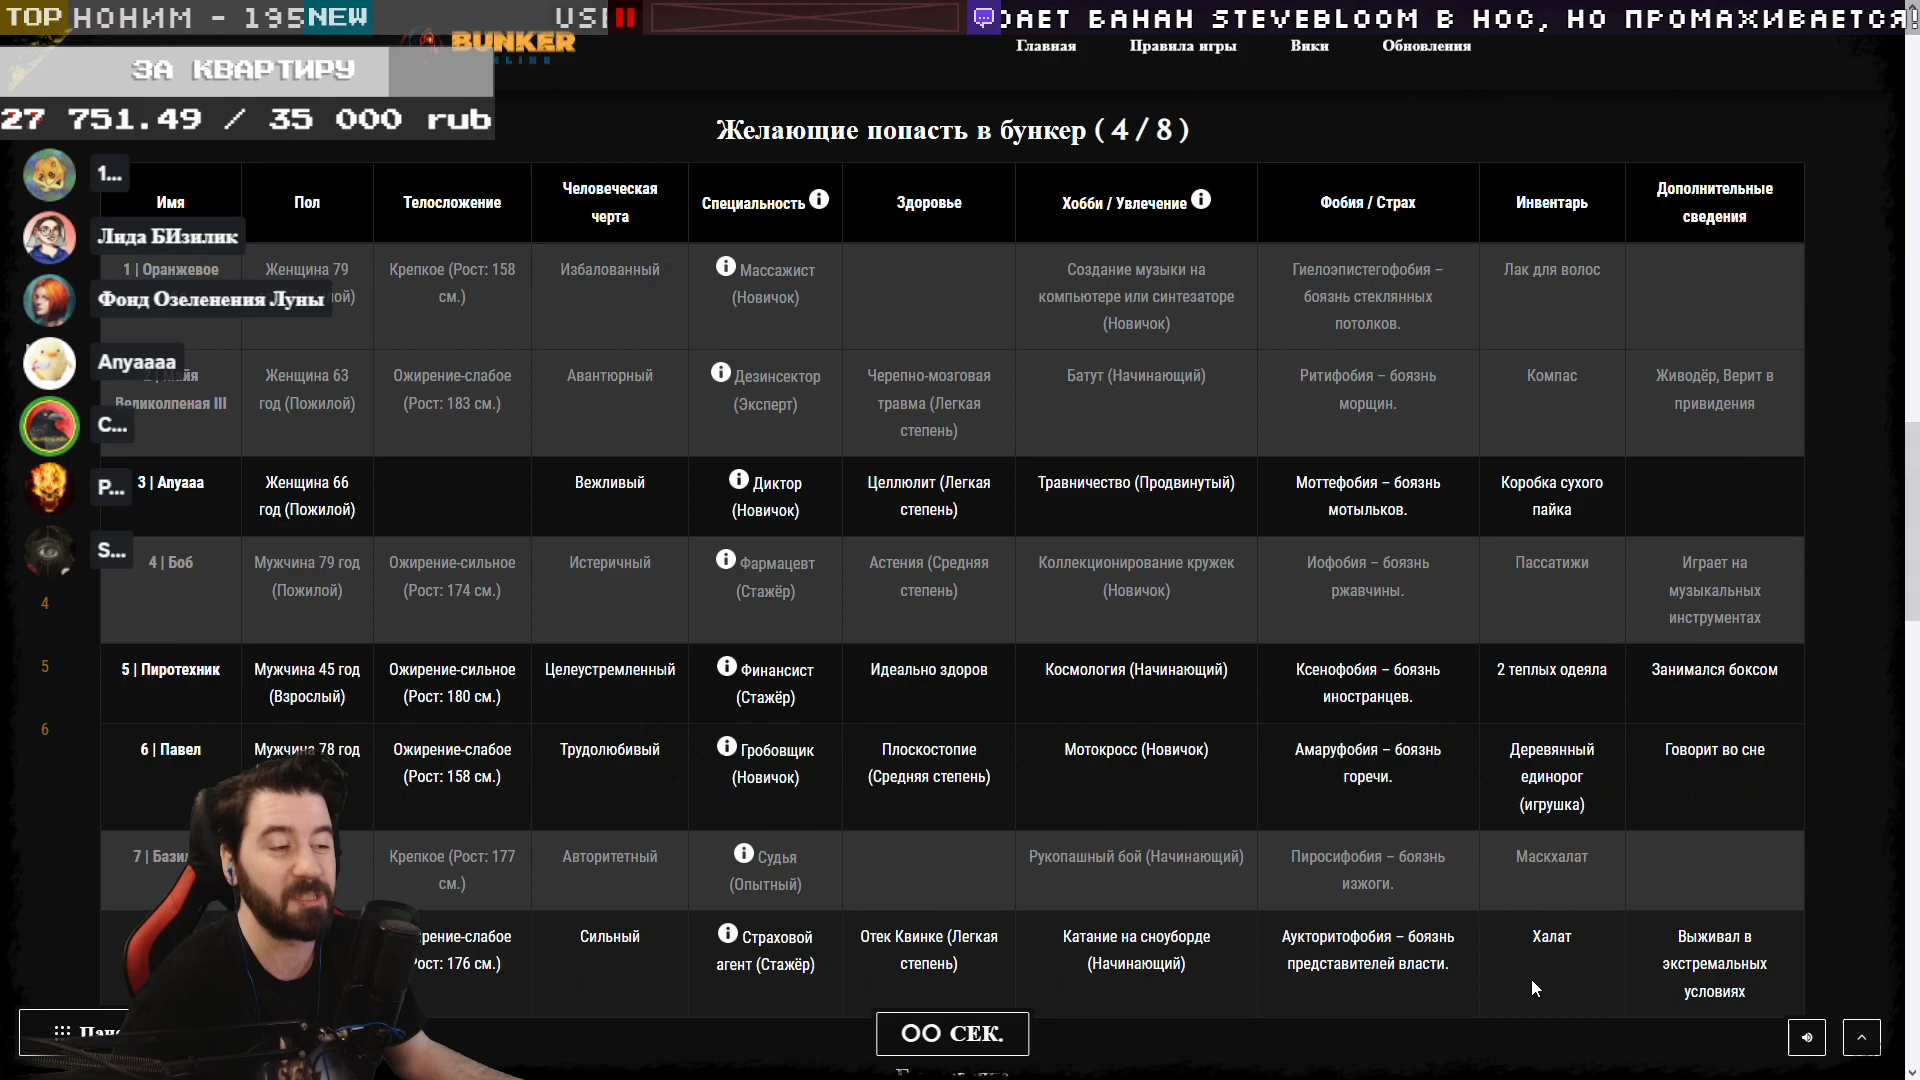 TOP
НОНИМ - 195
NEW
USE
ДАЕТ БАНАН STEVEBLOOM В НОС, НО ПРОМАХИВАЕТСЯ!
BUNKER
Главная
Правила игры
Вики
Обновления
ЗА КВАРТИРУ
27 751.49 / 35 000 rub
Желающие попасть в бункер ( 4 / 8 )
Имя
Пол
Телосложение
Человеческая
черта
Специальность
Здоровье
Хобби / Увлечение
Фобия / Страх
Инвентарь
Дополнительные
сведения
1...
Лида БИзилик
Фонд Озеленения Луны
Anyaaaa
С...
P...
S...
4
5
6
1 | Оранжевое
Женщина 79
Крепкое (Рост: 158
см.)
Избалованный
Массажист
(Новичок)
Создание музыки на
компьютере или синтезаторе
(Новичок)
Гиелоэпистегофобия –
боязнь стеклянных
потолков.
Лак для волос
Великолпеная III
Женщина 63
год (Пожилой)
Ожирение-слабое
(Рост: 183 см.)
Авантюрный
Дезинсектор
(Эксперт)
Черепно-мозговая
травма (Легкая
степень)
Батут (Начинающий)
Ритифобия – боязнь
морщин.
Компас
Живодёр, Верит в
привидения
3 | Anyaaa
Женщина 66
год (Пожилой)
Вежливый
Диктор
(Новичок)
Целлюлит (Легкая
степень)
Травничество (Продвинутый)
Моттефобия – боязнь
мотыльков.
Коробка сухого
пайка
4 | Боб
Мужчина 79 год
(Пожилой)
Ожирение-сильное
(Рост: 174 см.)
Истеричный
Фармацевт
(Стажёр)
Астения (Средняя
степень)
Коллекционирование кружек
(Новичок)
Иофобия – боязнь
ржавчины.
Пассатижи
Играет на
музыкальных
инструментах
5 | Пиротехник
Мужчина 45 год
(Взрослый)
Ожирение-сильное
(Рост: 180 см.)
Целеустремленный
Финансист
(Стажёр)
Идеально здоров
Космология (Начинающий)
Ксенофобия – боязнь
иностранцев.
2 теплых одеяла
Занимался боксом
6 | Павел
Мужчина 78 год
Ожирение-слабое
(Рост: 158 см.)
Трудолюбивый
Гробовщик
(Новичок)
Плоскостопие
(Средняя степень)
Мотокросс (Новичок)
Амаруфобия – боязнь
горечи.
Деревянный
единорог
(игрушка)
Говорит во сне
7 | Базил
Крепкое (Рост: 177
см.)
Авторитетный
Судья
(Опытный)
Рукопашный бой (Начинающий)
Пиросифобия – боязнь
изжоги.
Маскхалат
рение-слабое
Рост: 176 см.)
Сильный
Страховой
агент (Стажёр)
Отек Квинке (Легкая
степень)
Катание на сноуборде
(Начинающий)
Аукторитофобия – боязнь
представителей власти.
Халат
Выживал в
экстремальных
условиях
Пане
00 СЕК.